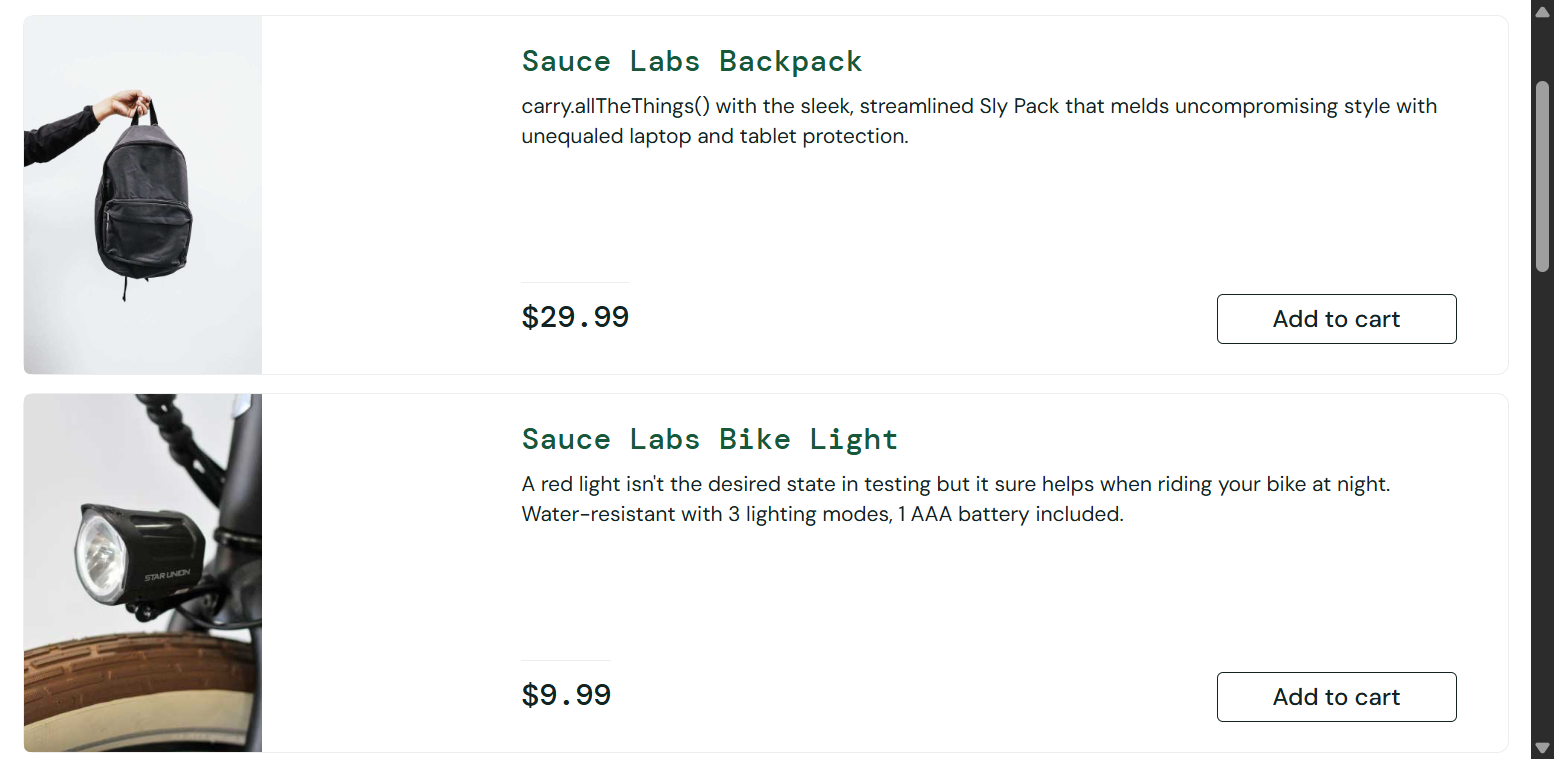 Sauce Labs Backpack
carry.allTheThings() with the sleek, streamlined Sly Pack that melds uncompromising style with
unequaled laptop and tablet protection.
$29.99
Add to cart
Sauce Labs Bike Light
A red light isn't the desired state in testing but it sure helps when riding your bike at night.
Water-resistant with 3 lighting modes, 1 AAA battery included.
STAR UNION
$9.99
Add to cart